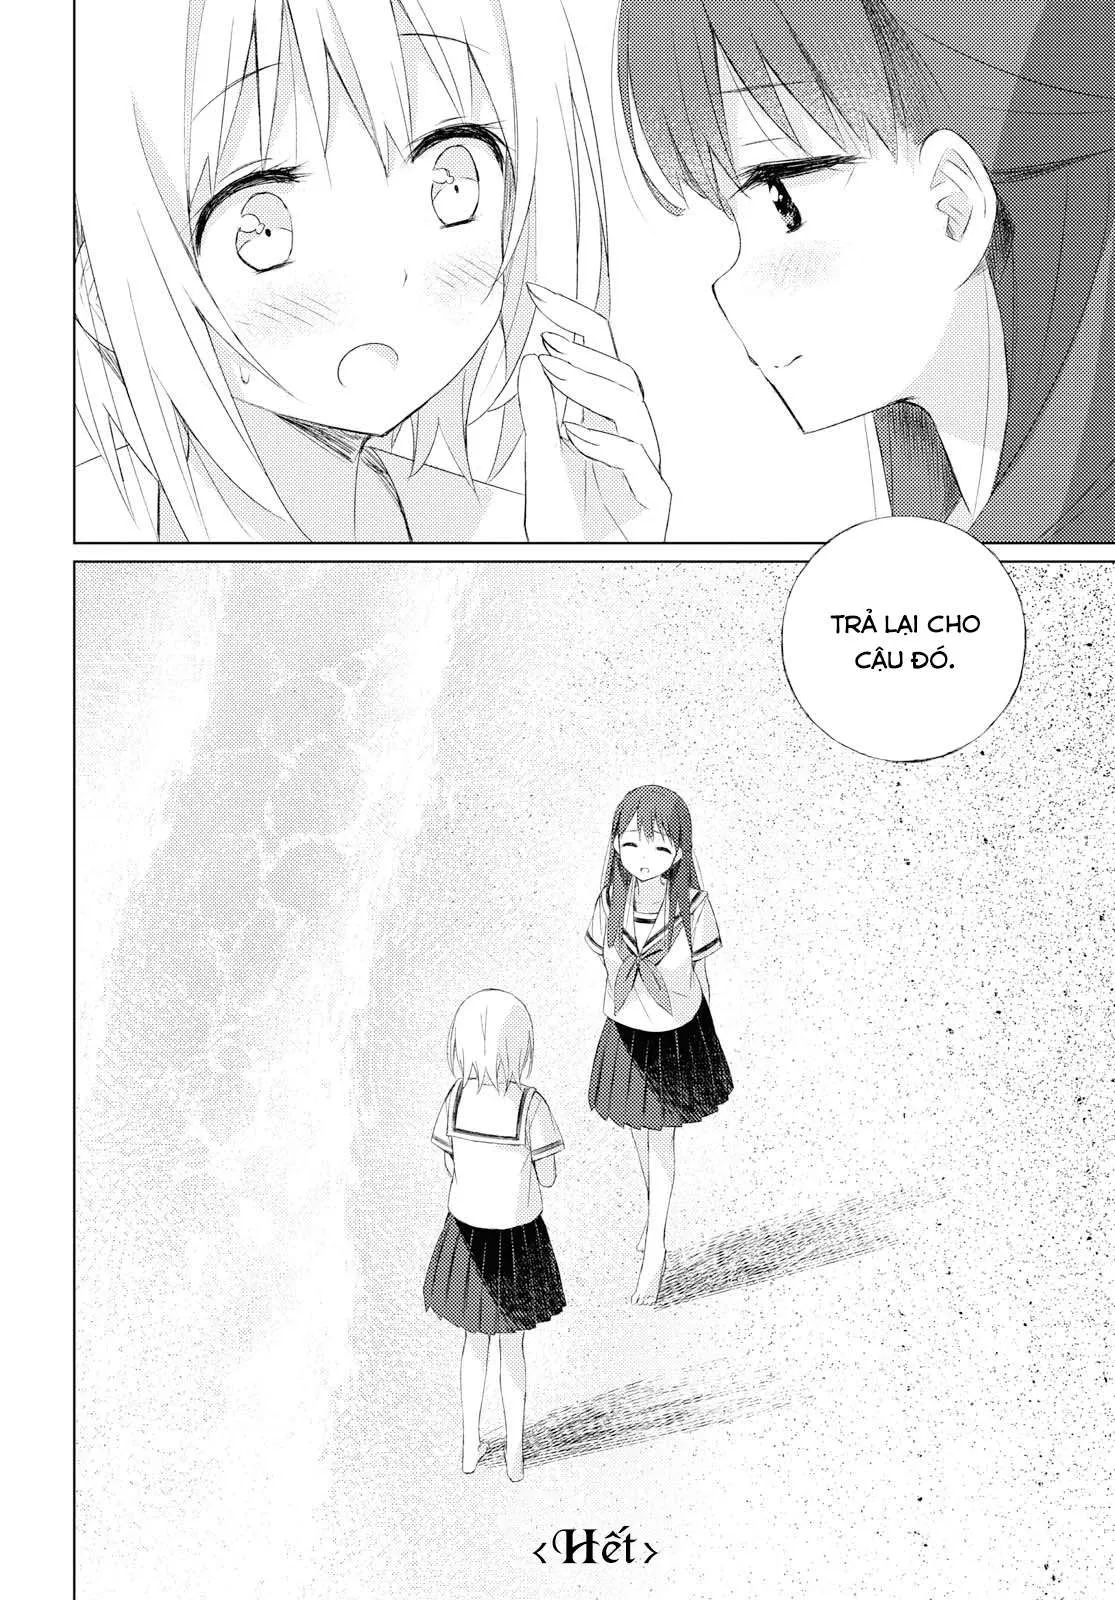 TRẢ LẠI CHO
CẬU ĐÓ.
<Hết>